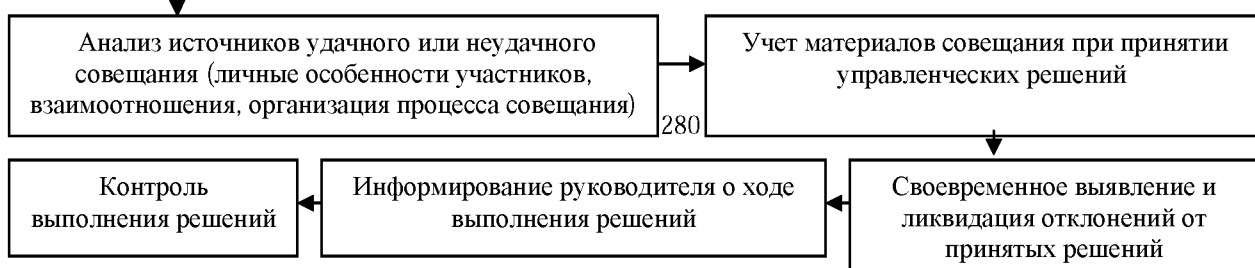 Анализ источников удачного или неудачного
совещания (личные особенности участников,
взаимоотношения, организация процесса совещания)
Учет материалов совещания при принятии
управленческих решений
280
Контроль
выполнения решений
Информирование руководителя о ходе
выполнения решений
Своевременное выявление и
ликвидация отклонений от
принятых решений